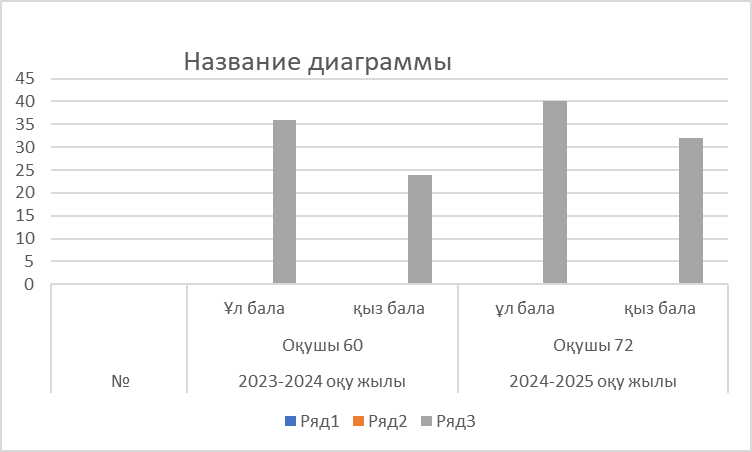 Название диаграммы
45
40
35
30
25
20
15
10
5
0
Ұл бала қыз бала ұл бала қыз бала
Оқушы 60 Оқушы 72
№ 2023-2024 оқу жылы 2024-2025 оқу жылы
Ряд1 Ряд2 Ряд3